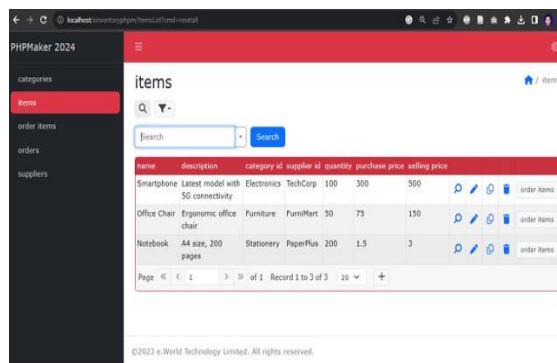 localhost/sinventoryphpm/ItemsList?cmd=resetall
PHPMaker 2024
categories
items
order items
orders
suppliers
items
/ items
Search
Search
name description category id supplier id quantity purchase price selling price
Smartphone Latest model with 5G connectivity Electronics TechCorp 100 300 500 order items
Office Chair Ergonomic office chair Furniture FurniMart 50 75 150 order items
Notebook A4 size, 200 pages Stationery PaperPlus 200 1.5 3 order items
Page 1 of 1 Record 1 to 3 of 3 20
©2023 e.World Technology Limited. All rights reserved.